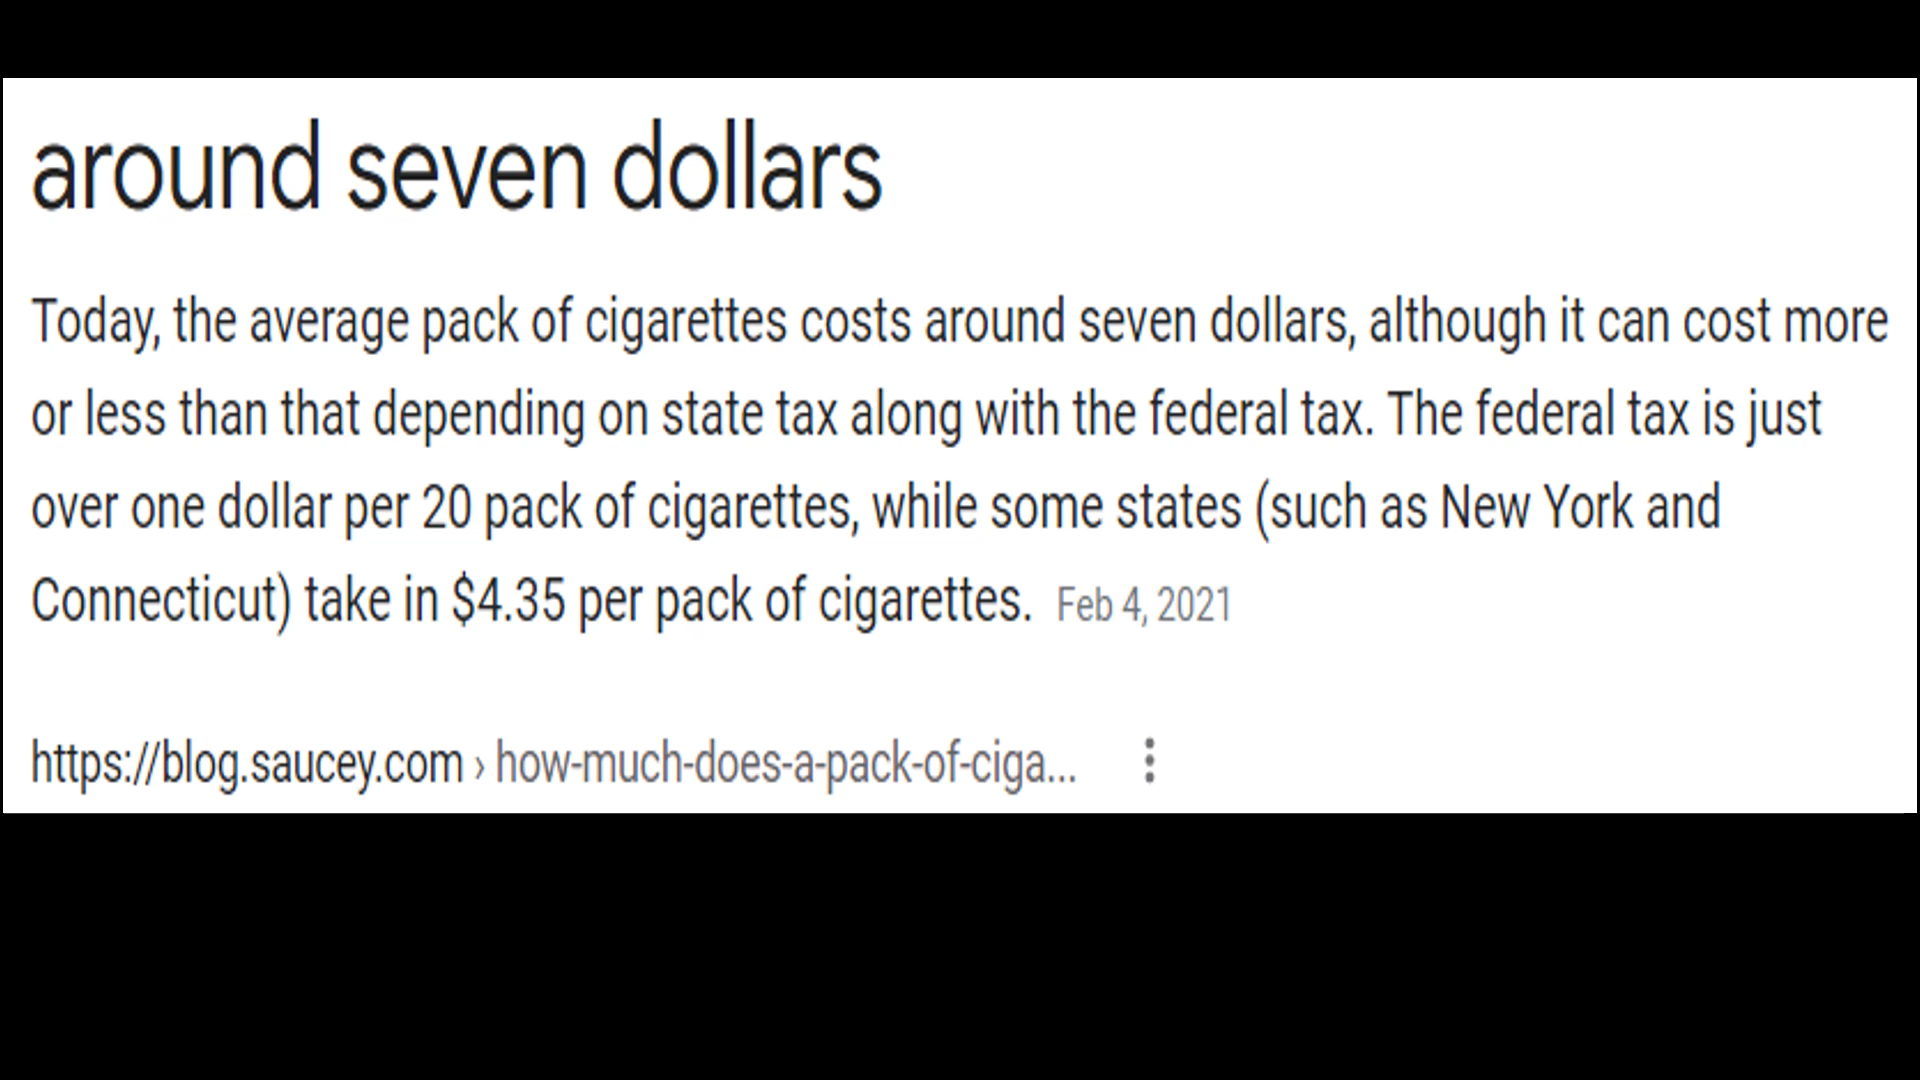 around seven dollars
Today, the average pack of cigarettes costs around seven dollars, although it can cost more
or less than that depending on state tax along with the federal tax. The federal tax is just
over one dollar per 20 pack of cigarettes, while some states (such as New York and
Connecticut) take in $4.35 per pack of cigarettes. Feb 4, 2021
https://blog.saucey.com › how-much-does-a-pack-of-ciga...